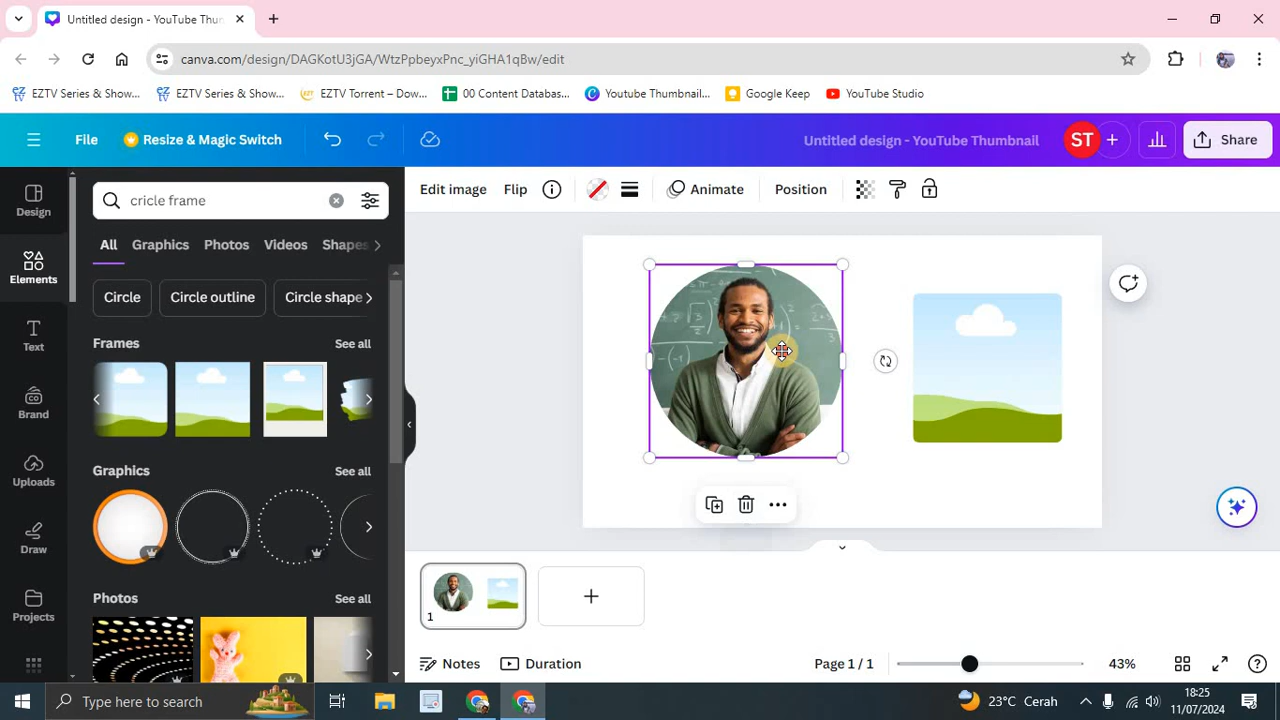 Untitled design - YouTube Thu
canva.com/design/DAGKotU3jGA/WtzPpbeyxPnc_yiGHA1qBw/edit
EZTV Series & Show...
EZTV Series & Show...
EZTV Torrent – Dow...
00 Content Databas...
Youtube Thumbnail...
Google Keep
YouTube Studio
File
Resize & Magic Switch
Untitled design - YouTube Thumbnail
ST
Share
Design
Elements
Text
Brand
Uploads
Draw
Projects
cricle frame
All
Graphics
Photos
Videos
Shapes
Circle
Circle outline
Circle shape
Frames
See all
Graphics
See all
Photos
See all
Edit image
Flip
Animate
Position
1
Notes
Duration
Page 1 / 1
43%
Type here to search
23°C Cerah
18:25
11/07/2024